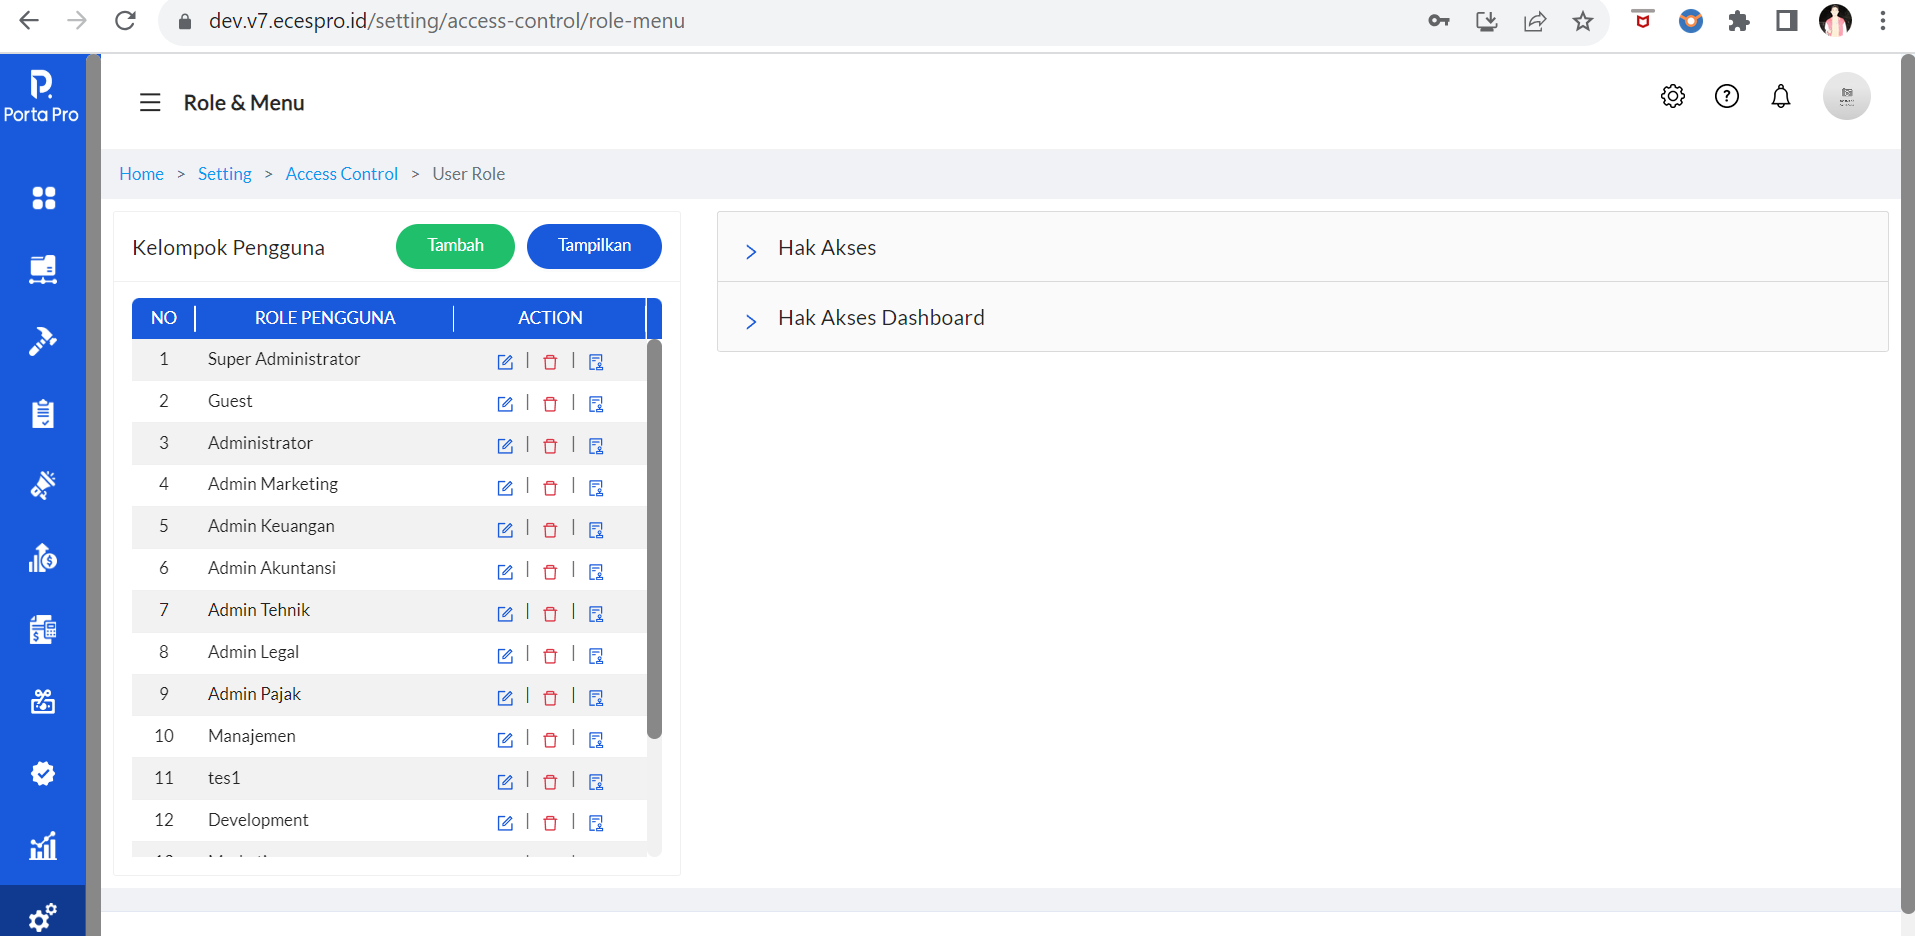 dev.v7.ecespro.id/setting/access-control/role-menu
Porta Pro
Role & Menu
Home > Setting > Access Control > User Role
Kelompok Pengguna
Tambah
Tampilkan
NO ROLE PENGGUNA ACTION
1 Super Administrator
2 Guest
3 Administrator
4 Admin Marketing
5 Admin Keuangan
6 Admin Akuntansi
7 Admin Tehnik
8 Admin Legal
9 Admin Pajak
10 Manajemen
11 tes1
12 Development
Hak Akses
Hak Akses Dashboard